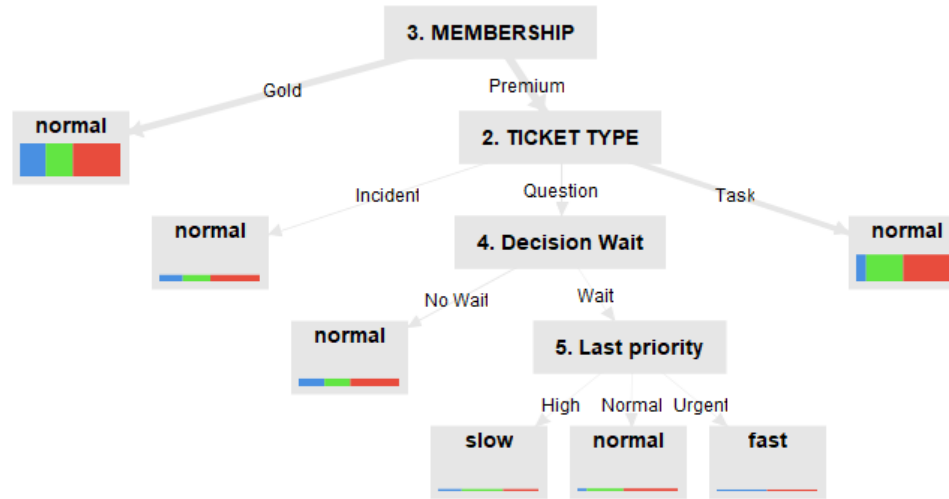 3. MEMBERSHIP
Gold
Premium
normal
2. TICKET TYPE
Incident
Question
Task
normal
4. Decision Wait
normal
No Wait
Wait
normal
5. Last priority
High
Normal
Urgent
slow
normal
fast